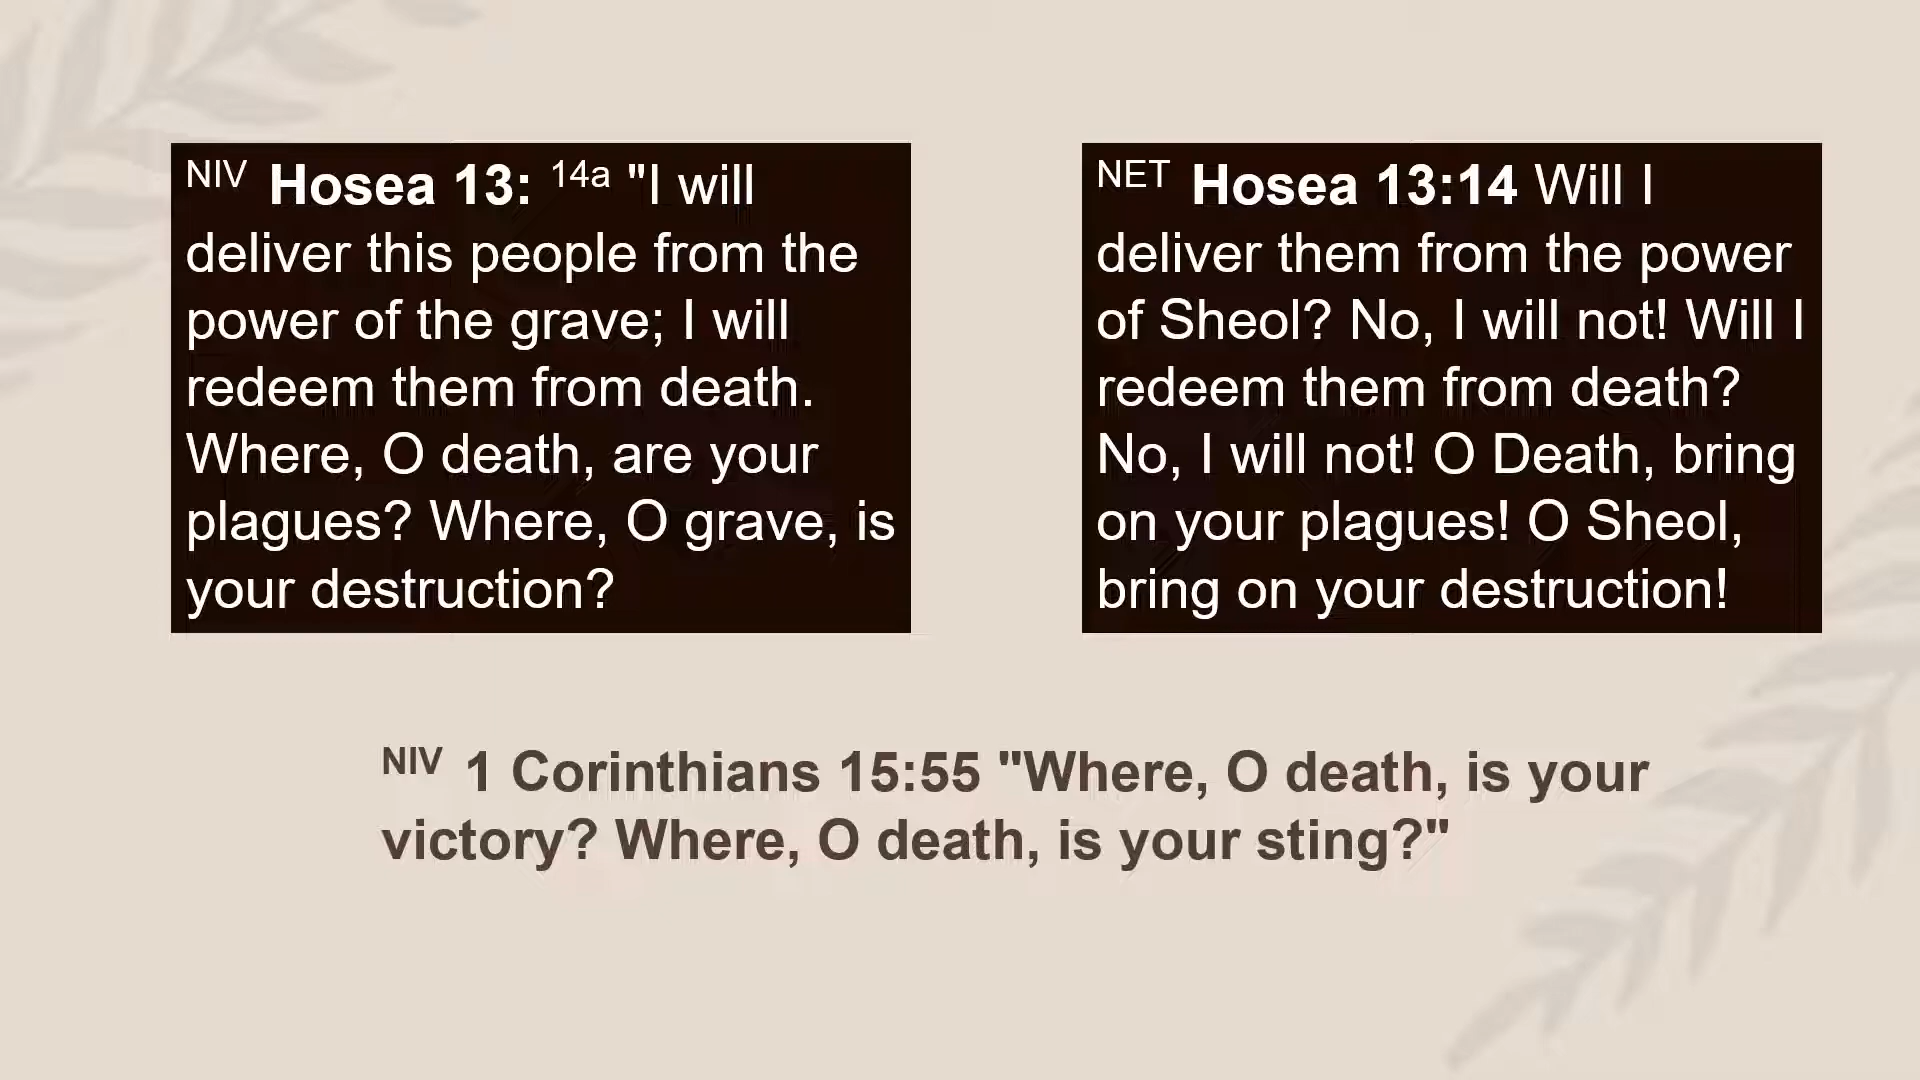 NIV Hosea 13: 14a "I will
deliver this people from the
power of the grave; I will
redeem them from death.
Where, O death, are your
plagues? Where, O grave, is
your destruction?
NET Hosea 13:14 Will I
deliver them from the power
of Sheol? No, I will not! Will I
redeem them from death?
No, I will not! O Death, bring
on your plagues! O Sheol,
bring on your destruction!
NIV 1 Corinthians 15:55 "Where, O death, is your
victory? Where, O death, is your sting?"